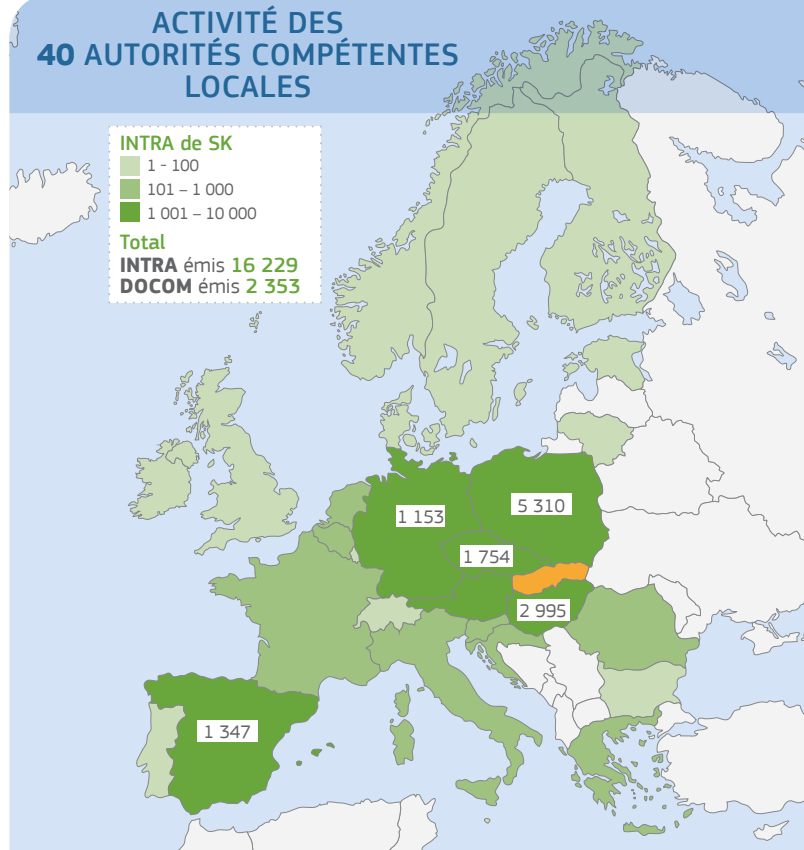 ACTIVITÉ DES
40 AUTORITÉS COMPÉTENTES
LOCALES
INTRA de SK
1 - 100
101 – 1 000
1 001 – 10 000
Total
INTRA émis 16 229
DOCOM émis 2 353
5 310
1 153
1 754
2 995
1 347